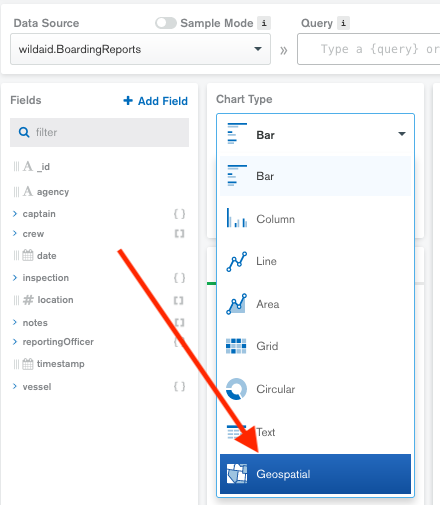 Data Source
Sample Mode i
Query i
wildaid.BoardingReports
»
Type a {query} or
Fields
+ Add Field
filter
A _id
A agency
captain { }
crew [ ]
date
inspection { }
# location
notes [ ]
reportingOfficer { }
timestamp
vessel { }
Chart Type
Bar
Bar
Column
Line
Area
Grid
Circular
Text
Geospatial